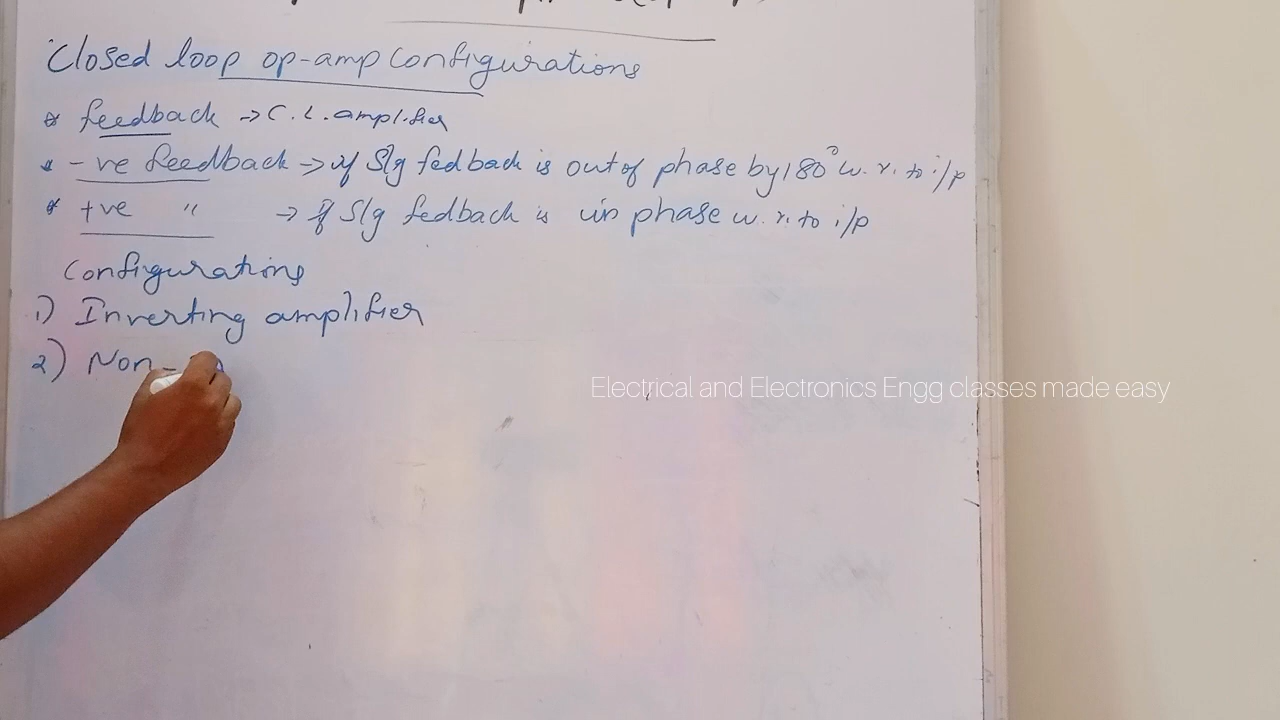 Closed loop op-amp Configurations
* feedback -> C.L. amplifier
* -ve feedback -> if Slg fedback is out of phase by 180° w.r.to i/p
* +ve " -> if Slg fedback is in phase w.r.to i/p
Configurations
1) Inverting amplifier
2) Non-
Electrical and Electronics Engg classes made easy